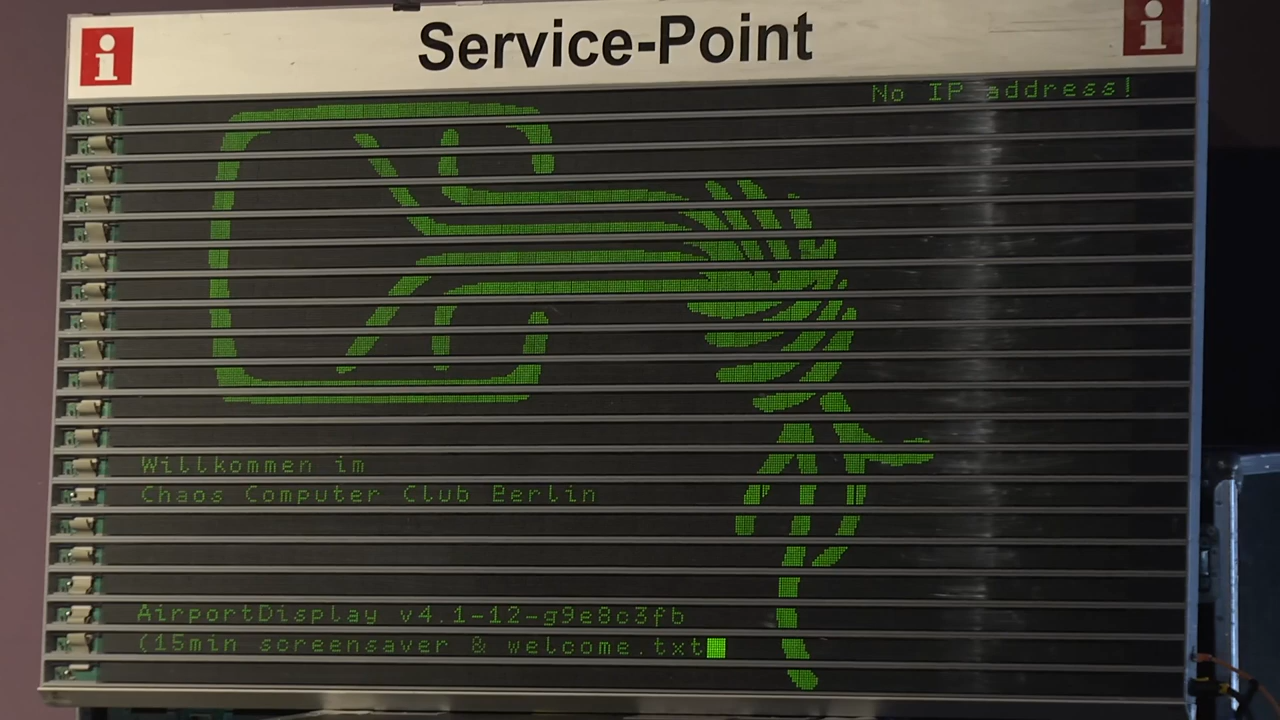 Service-Point
No IP address!
Willkommen im
Chaos Computer Club Berlin
AirportDisplay v4.1-12-g9e8c3fb
(15min screensaver & welcome.txt